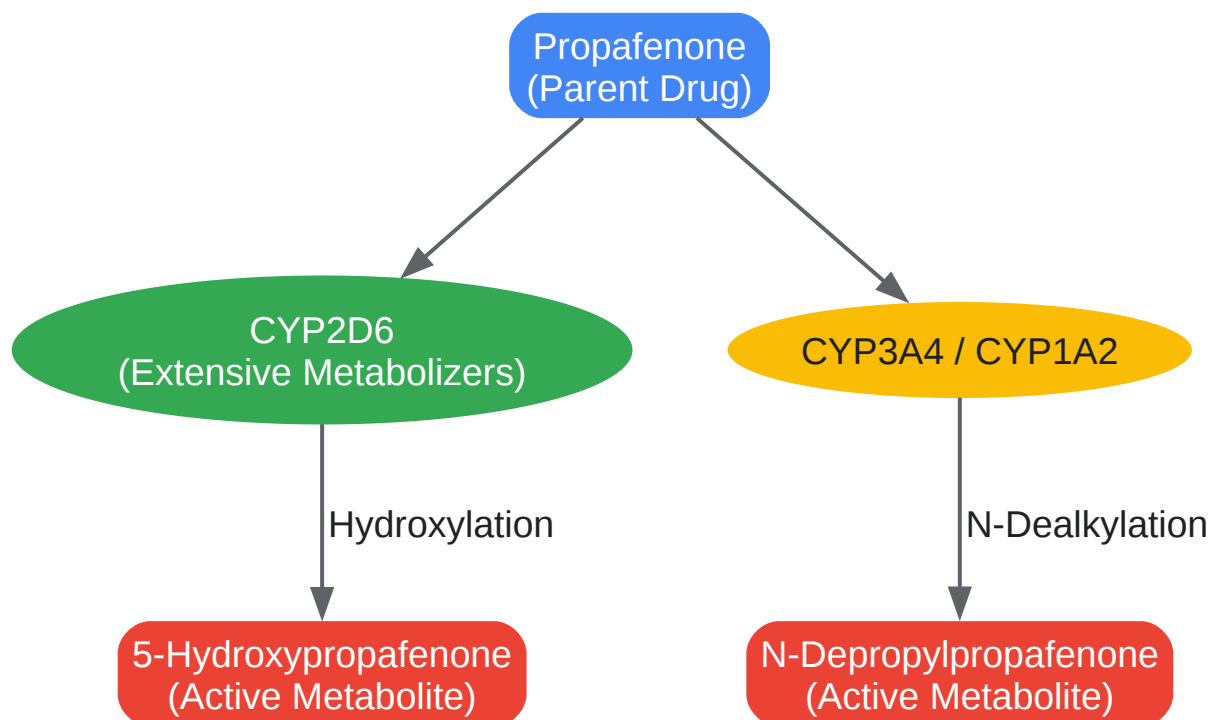 Propafenone
(Parent Drug)
CYP2D6
(Extensive Metabolizers)
CYP3A4 / CYP1A2
Hydroxylation
N-Dealkylation
5-Hydroxypropafenone
(Active Metabolite)
N-Depropylpropafenone
(Active Metabolite)